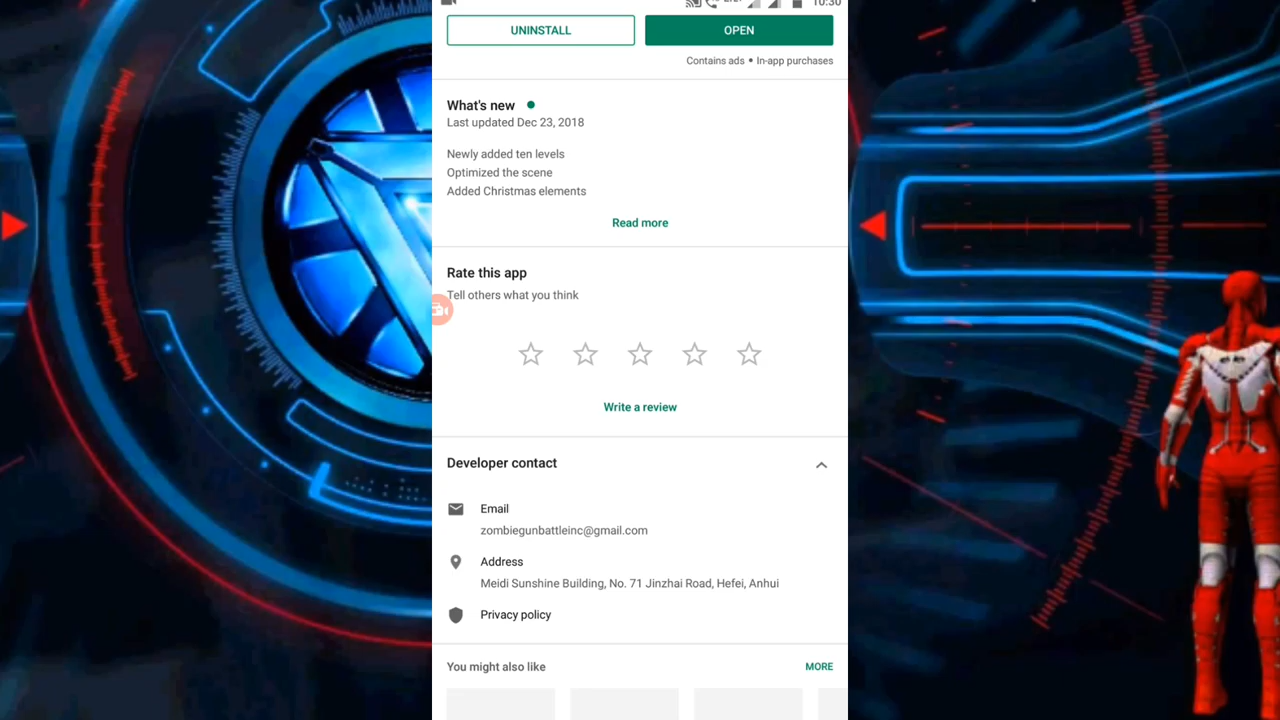 10:30
UNINSTALL
OPEN
Contains ads • In-app purchases
What's new
Last updated Dec 23, 2018
Newly added ten levels
Optimized the scene
Added Christmas elements
Read more
Rate this app
Tell others what you think
Write a review
Developer contact
Email
zombiegunbattleinc@gmail.com
Address
Meidi Sunshine Building, No. 71 Jinzhai Road, Hefei, Anhui
Privacy policy
You might also like
MORE